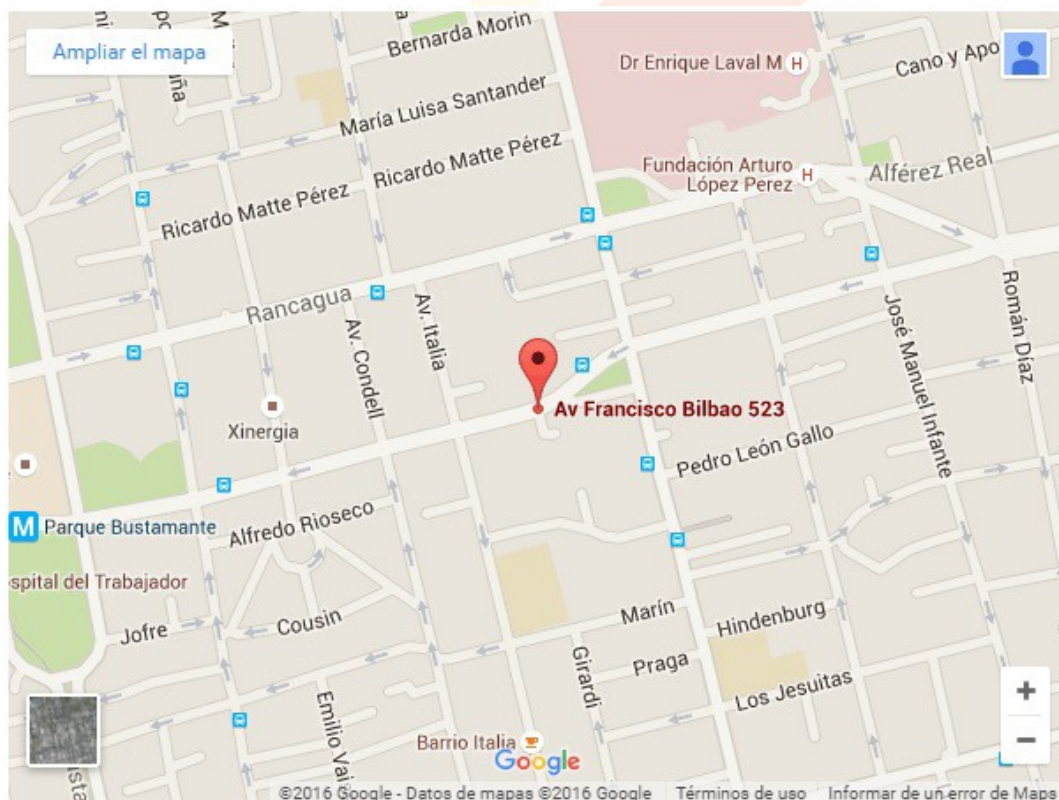 Bernarda Morín
Ampliar el mapa
Dr Enrique Laval M
H
Cano y Apo
María Luisa Santander
Ricardo Matte Pérez
Fundación Arturo
López Perez
H
Alférez Real
Ricardo Matte Pérez
Rancagua
Av. Italia
Av. Condell
José Manuel Infante
Román Díaz
Av Francisco Bilbao 523
Xinergia
Pedro León Gallo
M Parque Bustamante
Alfredo Rioseco
ospital del Trabajador
Jofre
Cousin
Marín
Hindenburg
Girardi
Praga
Los Jesuitas
Emilio Vai
Barrio Italia
Google
+
−
©2016 Google - Datos de mapas ©2016 Google
Términos de uso
Informar de un error de Maps